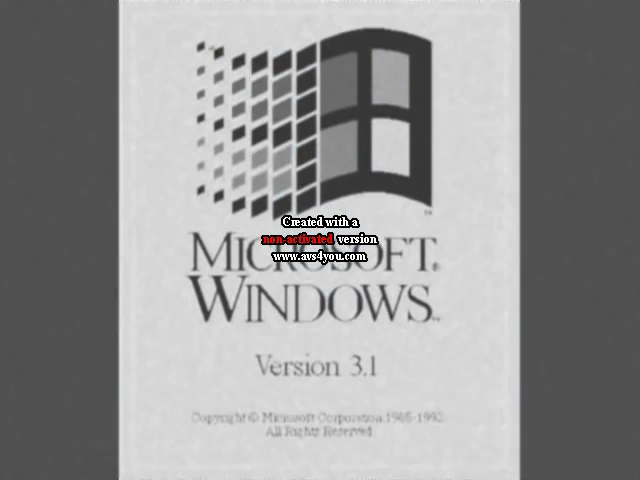 Created with a
non-activated version
www.avs4you.com
MICROSOFT®
WINDOWS™
Version 3.1
Copyright © Microsoft Corporation 1985-1992.
All Rights Reserved.